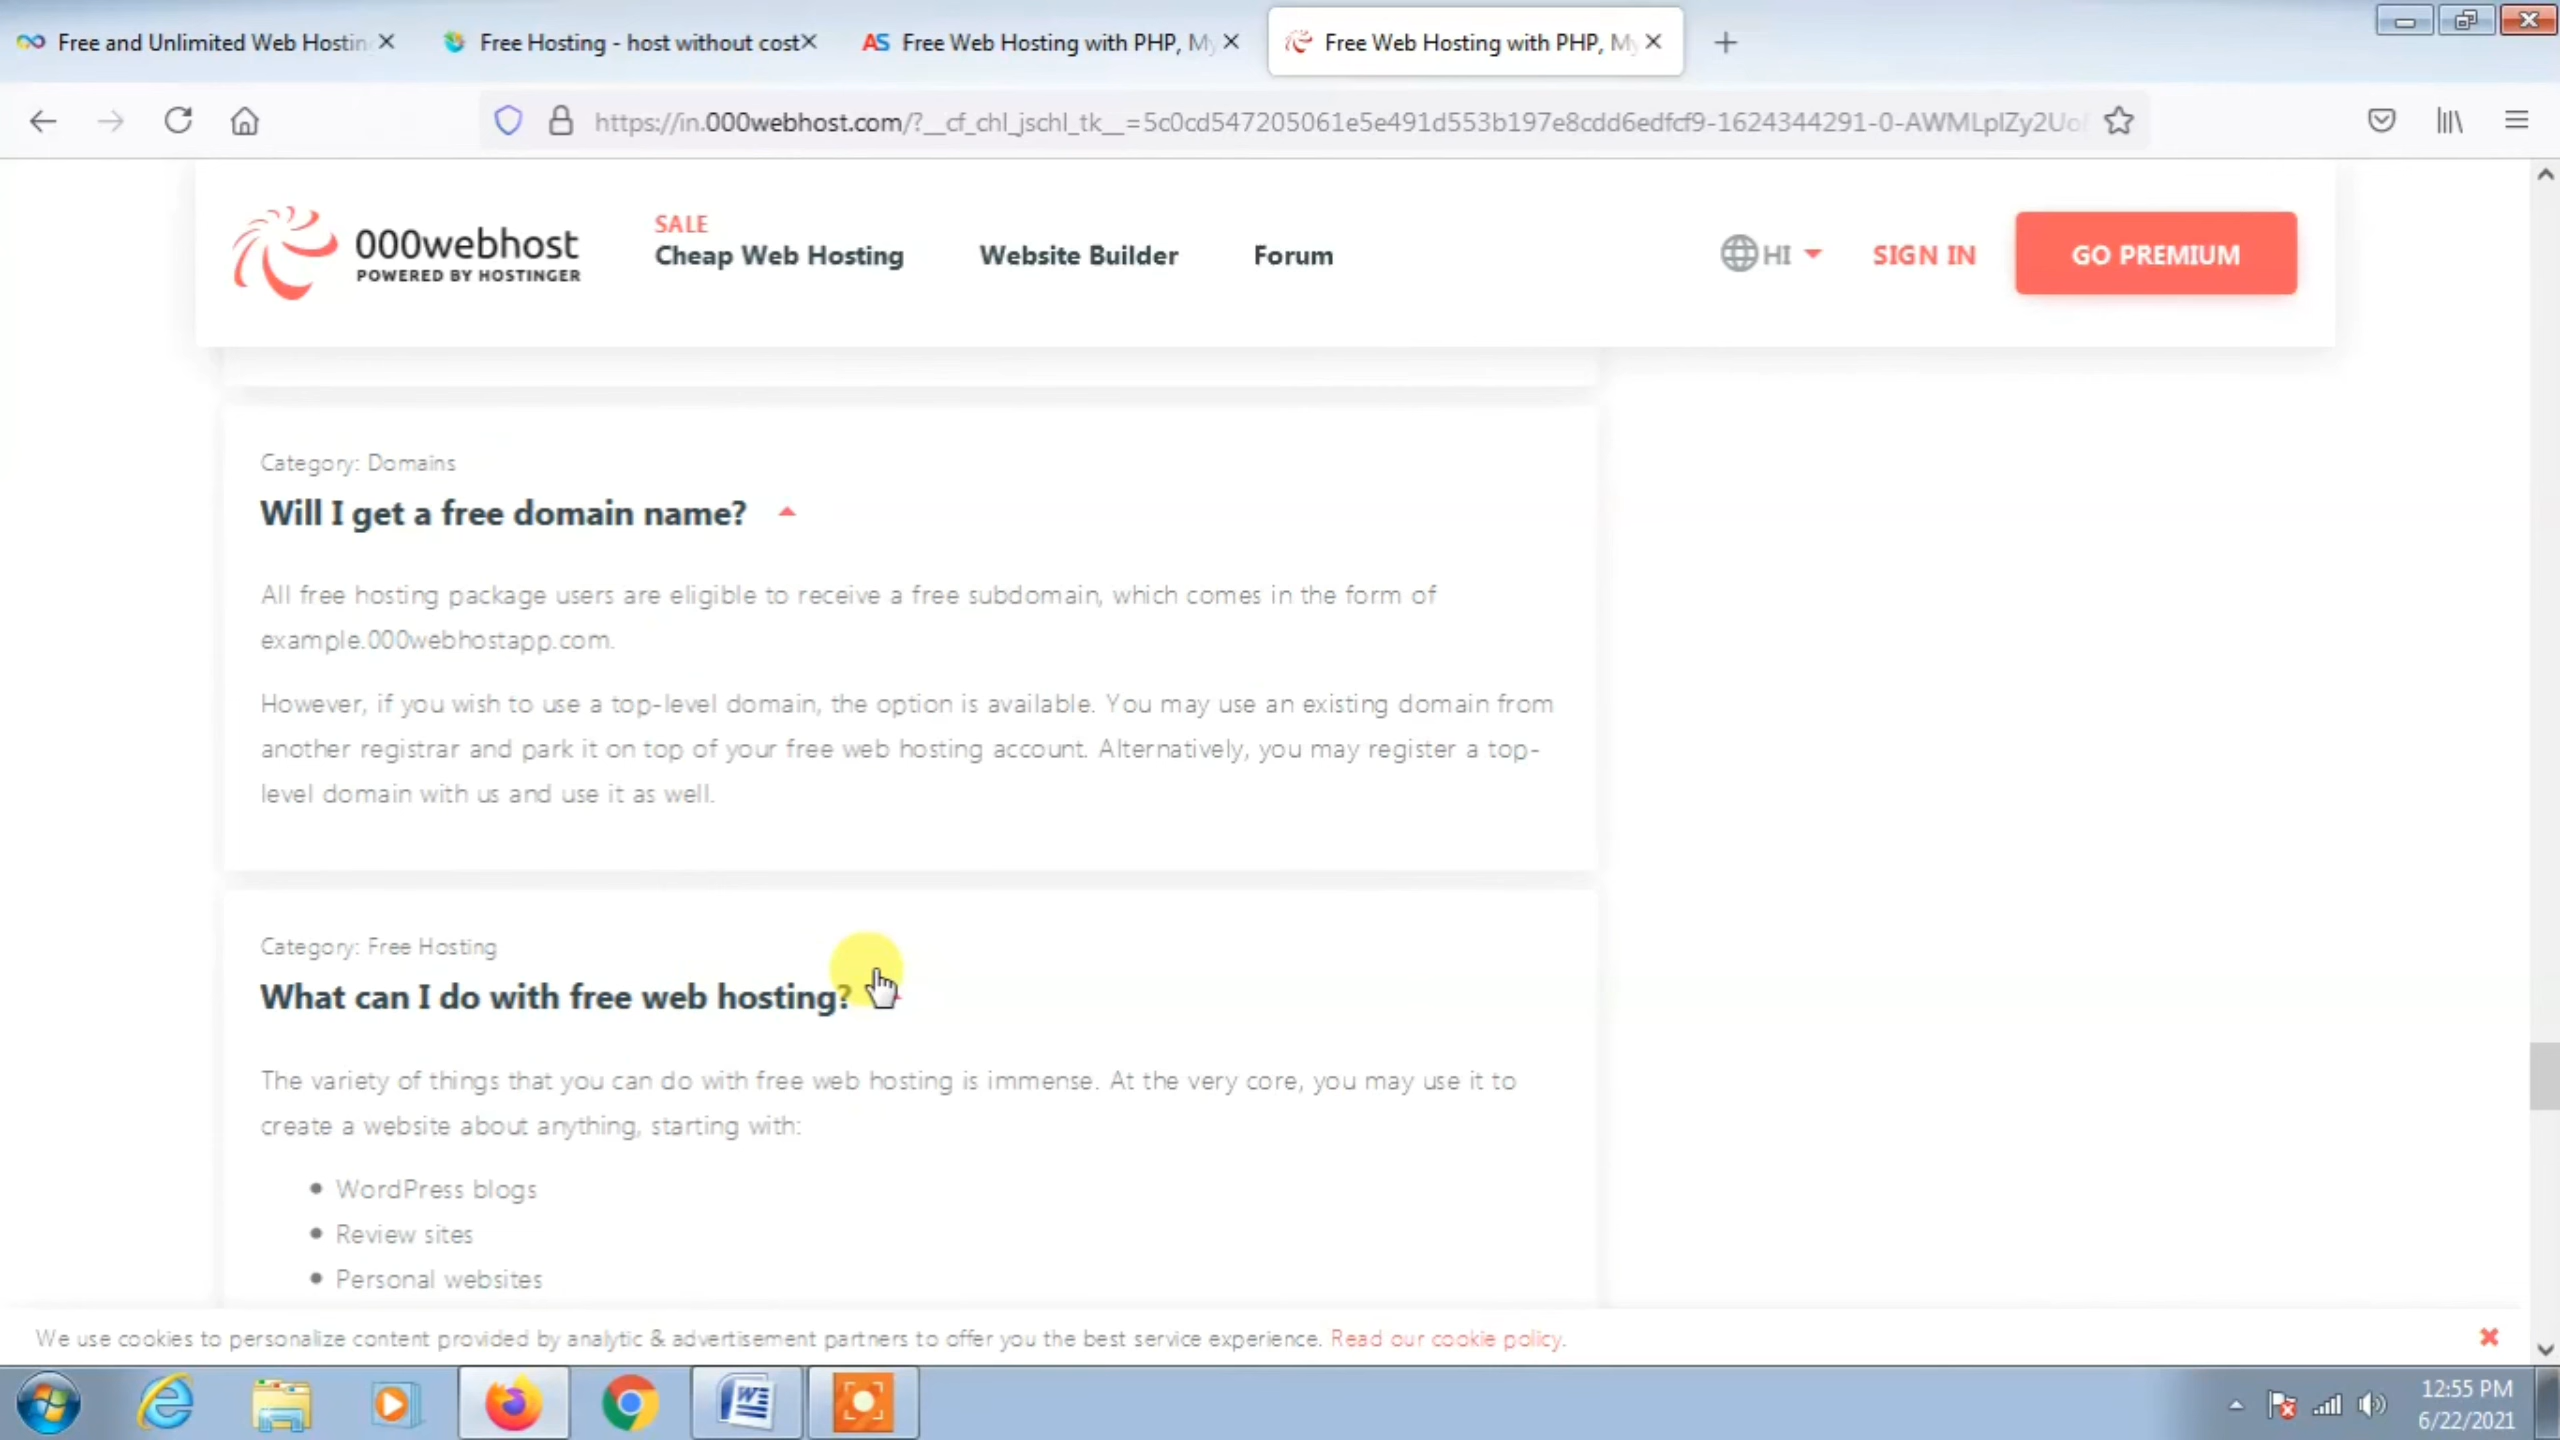 Free and Unlimited Web Hostin
Free Hosting - host without cost
AS Free Web Hosting with PHP, My
Free Web Hosting with PHP, My
https://in.000webhost.com/?__cf_chl_jschl_tk__=5c0cd547205061e5e491d553b197e8cdd6edfcf9-1624344291-0-AWMLpIZy2Uo
000webhost
POWERED BY HOSTINGER
SALE
Cheap Web Hosting
Website Builder
Forum
HI
SIGN IN
GO PREMIUM
Category: Domains
Will I get a free domain name?
All free hosting package users are eligible to receive a free subdomain, which comes in the form of
example.000webhostapp.com.
However, if you wish to use a top-level domain, the option is available. You may use an existing domain from
another registrar and park it on top of your free web hosting account. Alternatively, you may register a top-
level domain with us and use it as well.
Category: Free Hosting
What can I do with free web hosting?
The variety of things that you can do with free web hosting is immense. At the very core, you may use it to
create a website about anything, starting with:
WordPress blogs
Review sites
Personal websites
We use cookies to personalize content provided by analytic & advertisement partners to offer you the best service experience. Read our cookie policy.
12:55 PM
6/22/2021